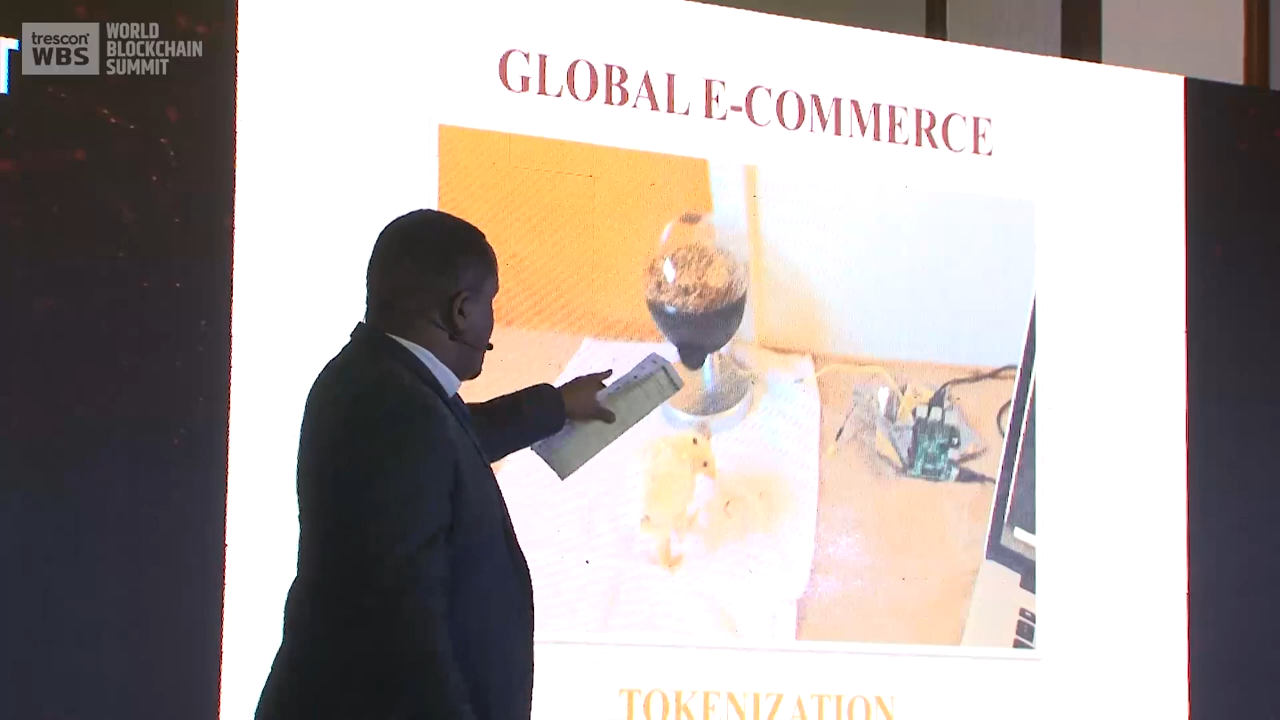 trescon
WBS
WORLD
BLOCKCHAIN
SUMMIT
T
GLOBAL E-COMMERCE
TOKENIZATION